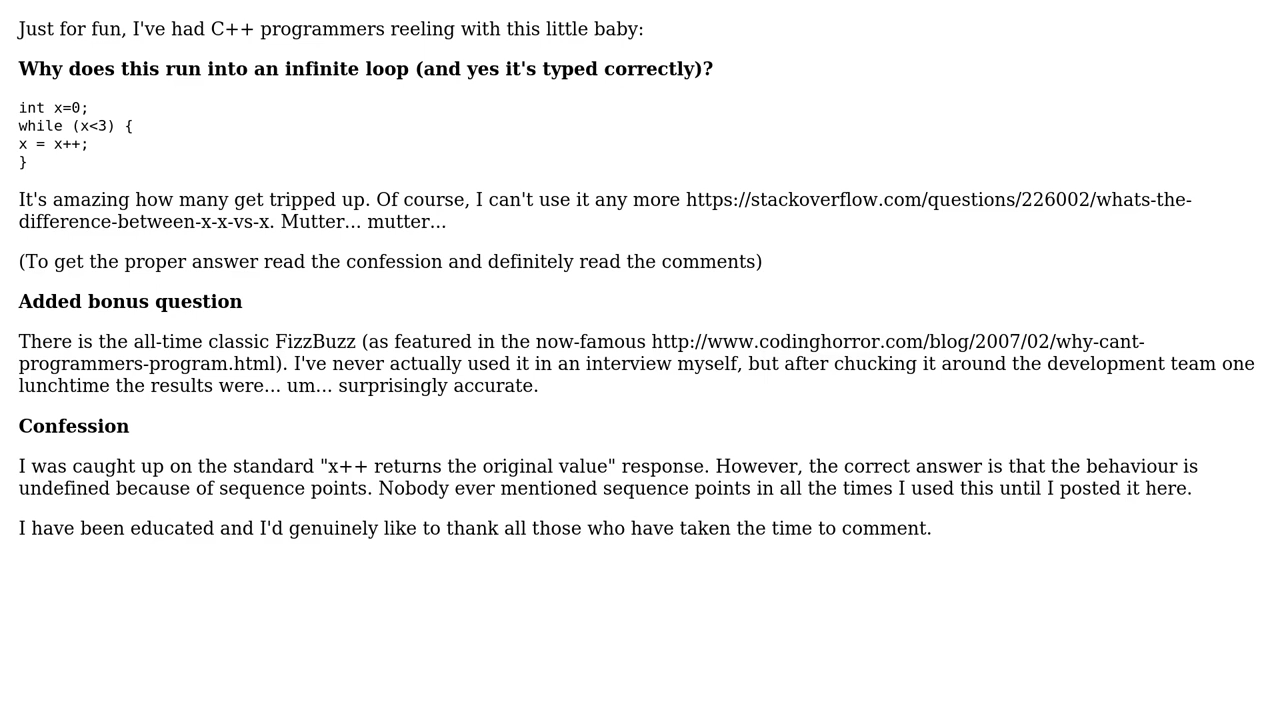 Just for fun, I've had C++ programmers reeling with this little baby:
Why does this run into an infinite loop (and yes it's typed correctly)?
int x=0;
while (x<3) {
x = x++;
}
It's amazing how many get tripped up. Of course, I can't use it any more https://stackoverflow.com/questions/226002/whats-the-
difference-between-x-x-vs-x. Mutter... mutter...
(To get the proper answer read the confession and definitely read the comments)
Added bonus question
There is the all-time classic FizzBuzz (as featured in the now-famous http://www.codinghorror.com/blog/2007/02/why-cant-
programmers-program.html). I've never actually used it in an interview myself, but after chucking it around the development team one
lunchtime the results were... um... surprisingly accurate.
Confession
I was caught up on the standard "x++ returns the original value" response. However, the correct answer is that the behaviour is
undefined because of sequence points. Nobody ever mentioned sequence points in all the times I used this until I posted it here.
I have been educated and I'd genuinely like to thank all those who have taken the time to comment.